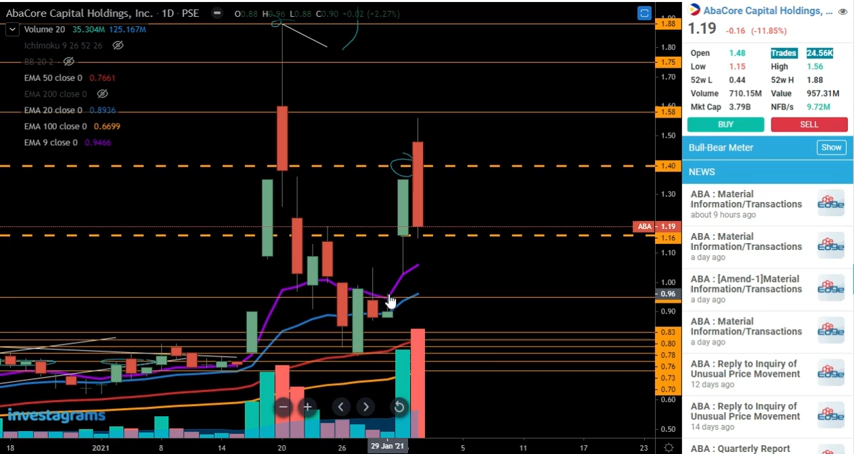 AbaCore Capital Holdings, Inc. · 1D · PSE
O0.88 H0.96 L0.88 C0.90 +0.02 (+2.27%)
Volume 20 35.304M 125.167M
Ichimoku 9 26 52 26
BB 20 2
EMA 50 close 0 0.7661
EMA 200 close 0
EMA 20 close 0 0.8936
EMA 100 close 0 0.6699
EMA 9 close 0 0.9466
1.90
1.88
1.75
1.70
1.58
1.50
1.40
1.30
ABA 1.19
1.16
1.10
1.00
0.96
0.90
0.83
0.80
0.78
0.76
0.73
0.70
0.60
0.50
investagrams
18
2021
8
14
20
26
29 Jan '21
5
11
17
23
AbaCore Capital Holdings, ...
1.19 -0.16 (-11.85%)
Open 1.48 Trades 24.56K
Low 1.15 High 1.56
52w L 0.44 52w H 1.88
Volume 710.15M Value 957.31M
Mkt Cap 3.79B NFB/s 9.72M
BUY SELL
Bull-Bear Meter Show
NEWS
ABA : Material
Information/Transactions
about 9 hours ago
ABA : Material
Information/Transactions
a day ago
ABA : [Amend-1]Material
Information/Transactions
a day ago
ABA : Material
Information/Transactions
a day ago
ABA : Reply to Inquiry of
Unusual Price Movement
12 days ago
ABA : Reply to Inquiry of
Unusual Price Movement
14 days ago
ABA : Quarterly Report